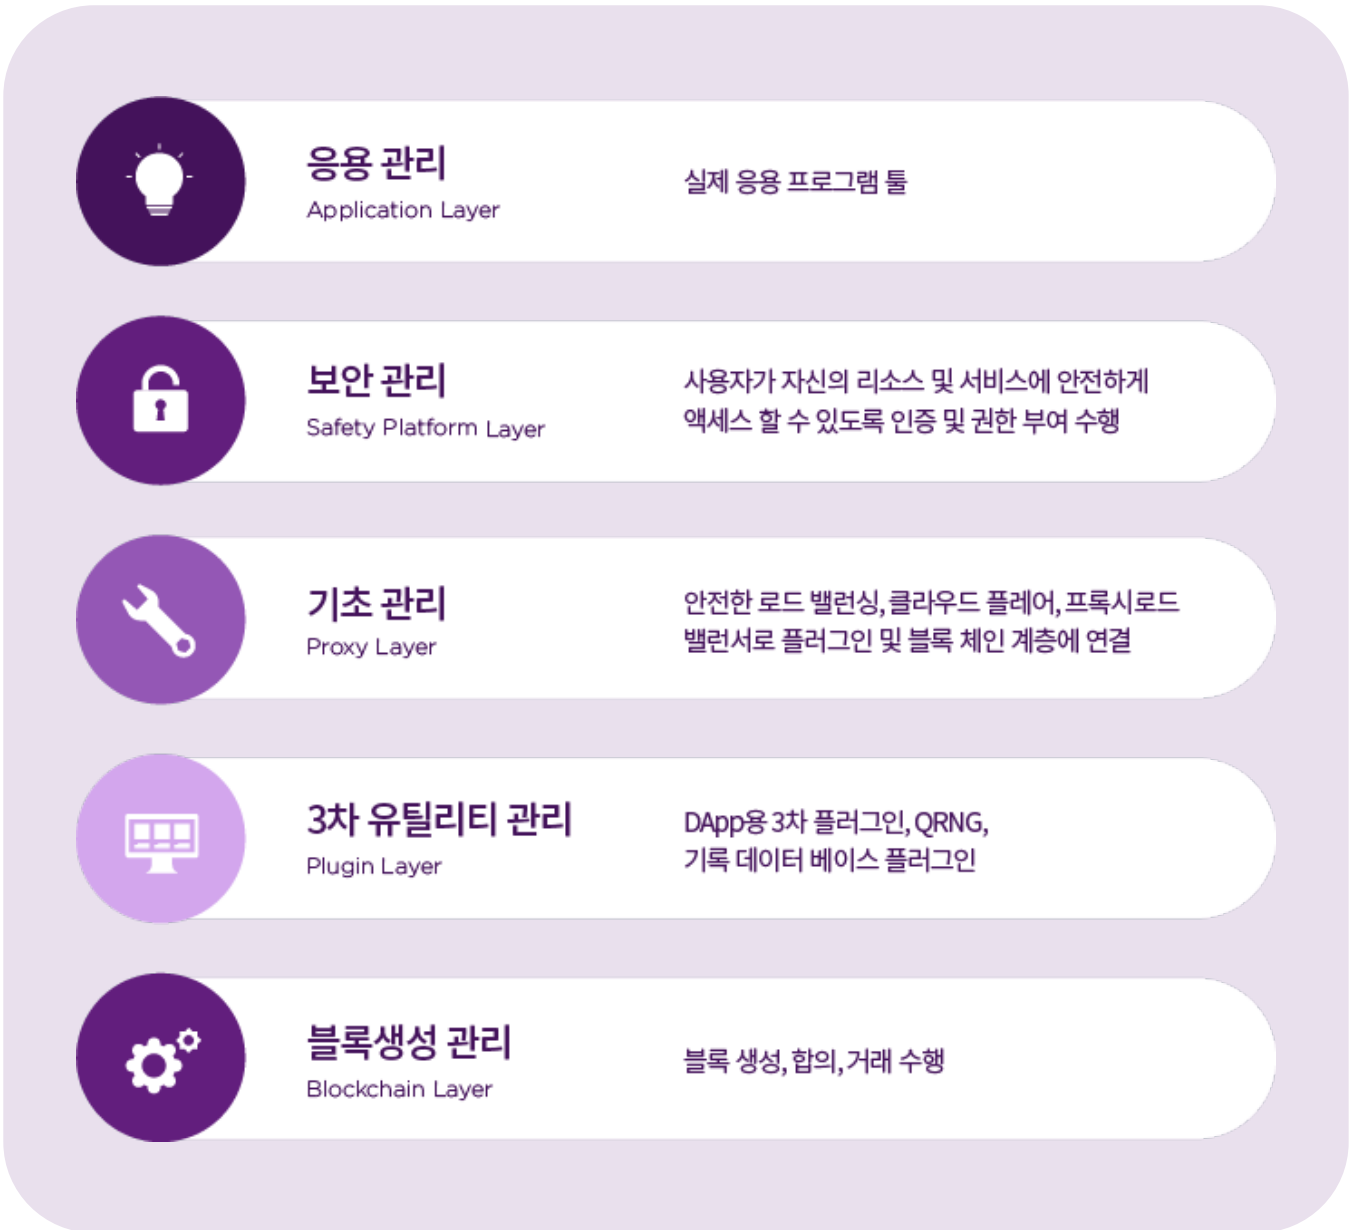 응용 관리
Application Layer
실제 응용 프로그램 툴
보안 관리
Safety Platform Layer
사용자가 자신의 리소스 및 서비스에 안전하게
액세스 할 수 있도록 인증 및 권한 부여 수행
기초 관리
Proxy Layer
안전한 로드 밸런싱, 클라우드 플레어, 프록시로드
밸런서로 플러그인 및 블록 체인 계층에 연결
3차 유틸리티 관리
Plugin Layer
DApp용 3차 플러그인, QRNG,
기록 데이터 베이스 플러그인
블록생성 관리
Blockchain Layer
블록 생성, 합의, 거래 수행